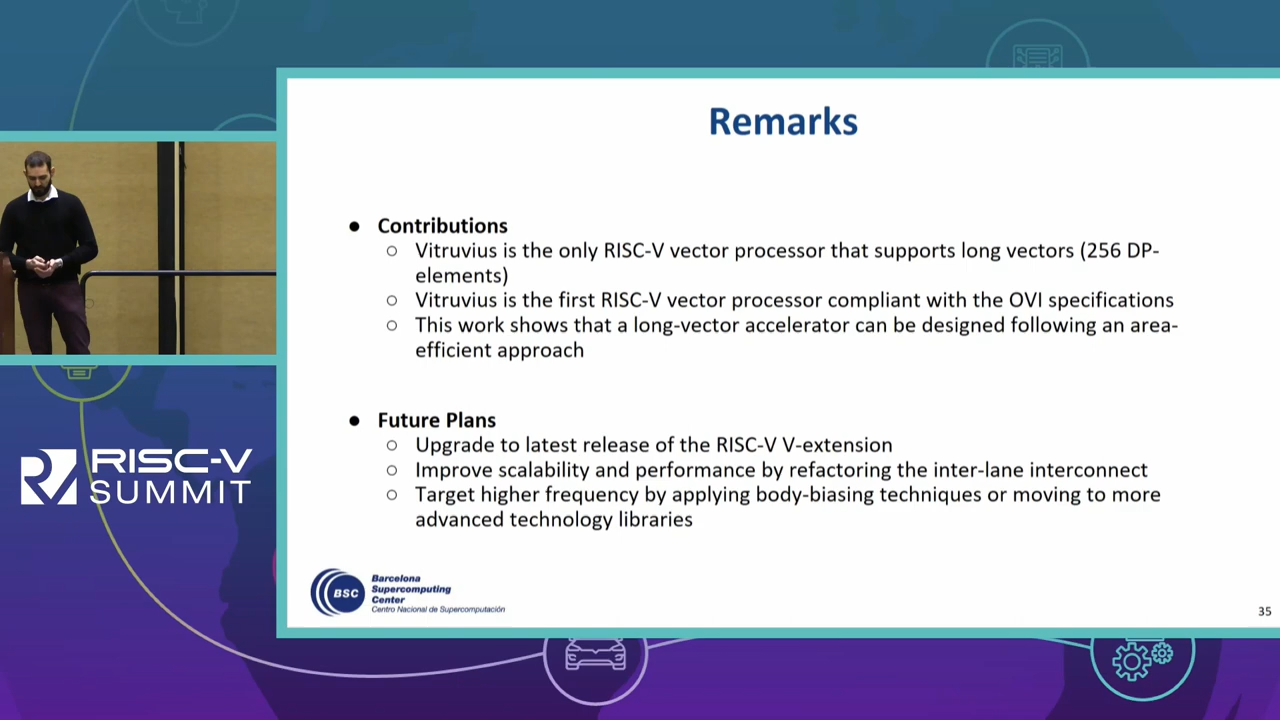 Remarks
● Contributions
○ Vitruvius is the only RISC-V vector processor that supports long vectors (256 DP-
elements)
○ Vitruvius is the first RISC-V vector processor compliant with the OVI specifications
○ This work shows that a long-vector accelerator can be designed following an area-
efficient approach
● Future Plans
○ Upgrade to latest release of the RISC-V V-extension
○ Improve scalability and performance by refactoring the inter-lane interconnect
○ Target higher frequency by applying body-biasing techniques or moving to more
advanced technology libraries
BSC
Barcelona
Supercomputing
Center
Centro Nacional de Supercomputación
35
RISC-V
SUMMIT